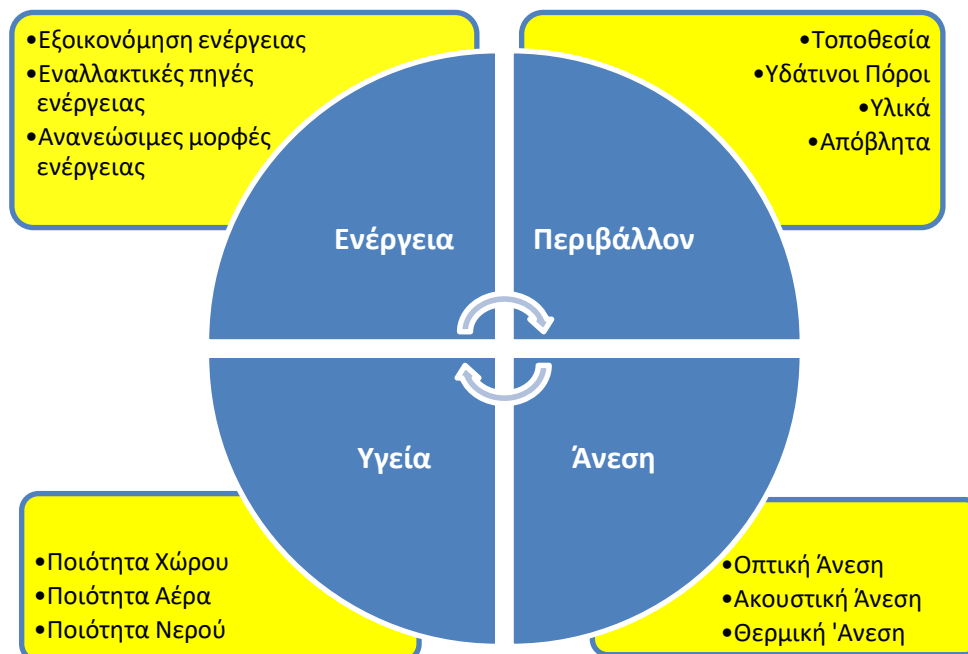 •Εξοικονόμηση ενέργειας
•Εναλλακτικές πηγές
ενέργειας
•Ανανεώσιμες μορφές
ενέργειας
•Τοποθεσία
•Υδάτινοι Πόροι
•Υλικά
•Απόβλητα
Ενέργεια
Περιβάλλον
Υγεία
Άνεση
•Ποιότητα Χώρου
•Ποιότητα Αέρα
•Ποιότητα Νερού
•Οπτική Άνεση
•Ακουστική Άνεση
•Θερμική 'Ανεση